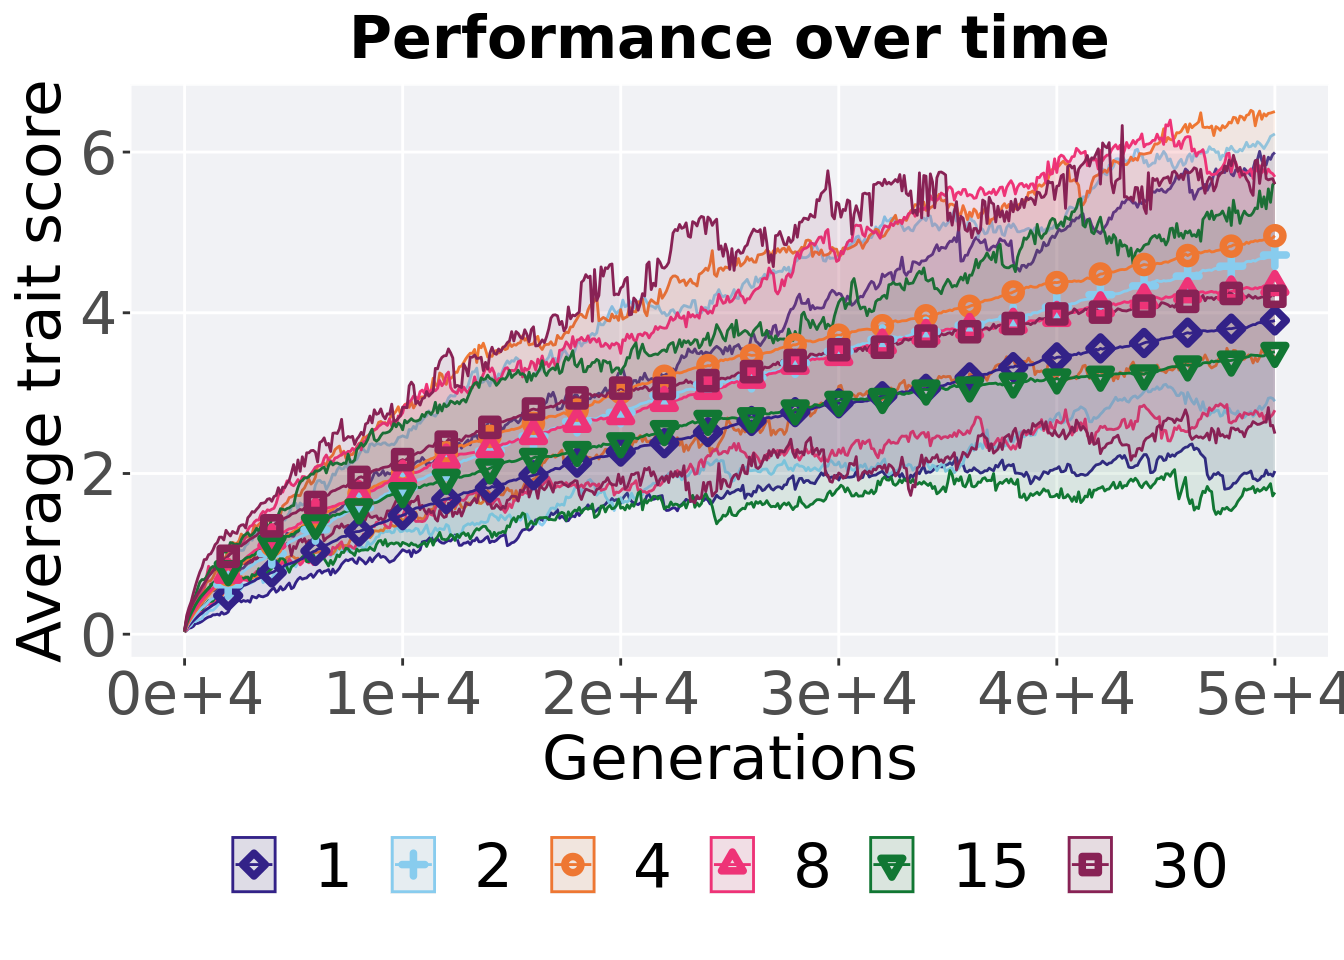 Performance over time
Average trait score
6
4
2
0
0e+4 1e+4 2e+4 3e+4 4e+4 5e+4
Generations
1 2 4 8 15 30